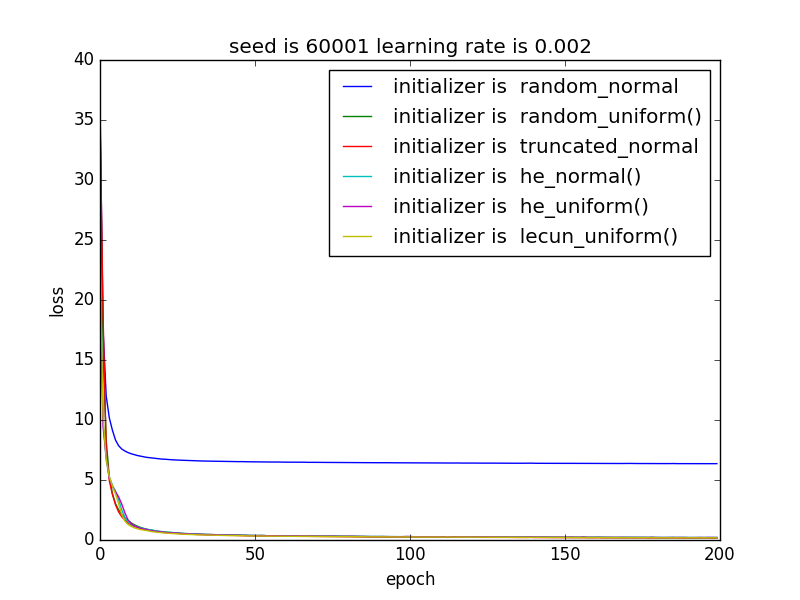 seed is 60001 learning rate is 0.002
40
35
30
25
20
15
10
5
0
loss
initializer is  random_normal
initializer is  random_uniform()
initializer is  truncated_normal
initializer is  he_normal()
initializer is  he_uniform()
initializer is  lecun_uniform()
0 50 100 150 200
epoch